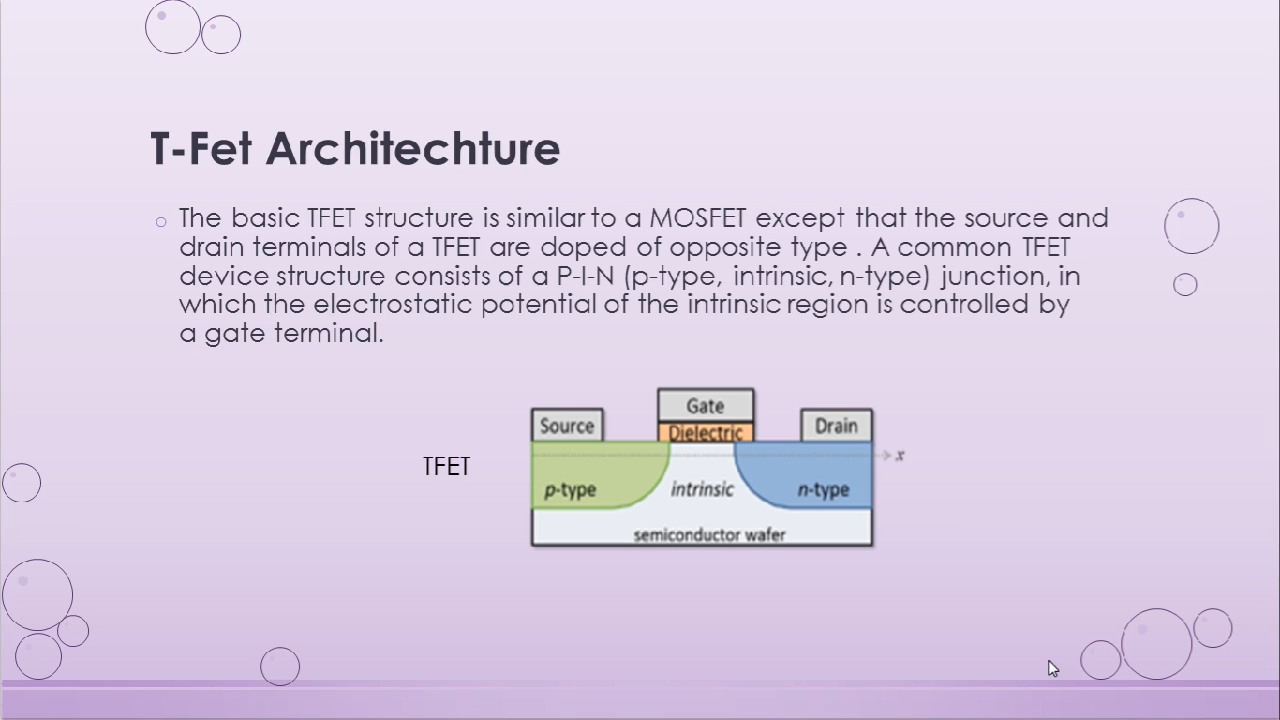 T-Fet Architechture
The basic TFET structure is similar to a MOSFET except that the source and
drain terminals of a TFET are doped of opposite type . A common TFET
device structure consists of a P-I-N (p-type, intrinsic, n-type) junction, in
which the electrostatic potential of the intrinsic region is controlled by
a gate terminal.
Gate
Source
Dielectric
Drain
x
TFET
p-type
intrinsic
n-type
semiconductor wafer